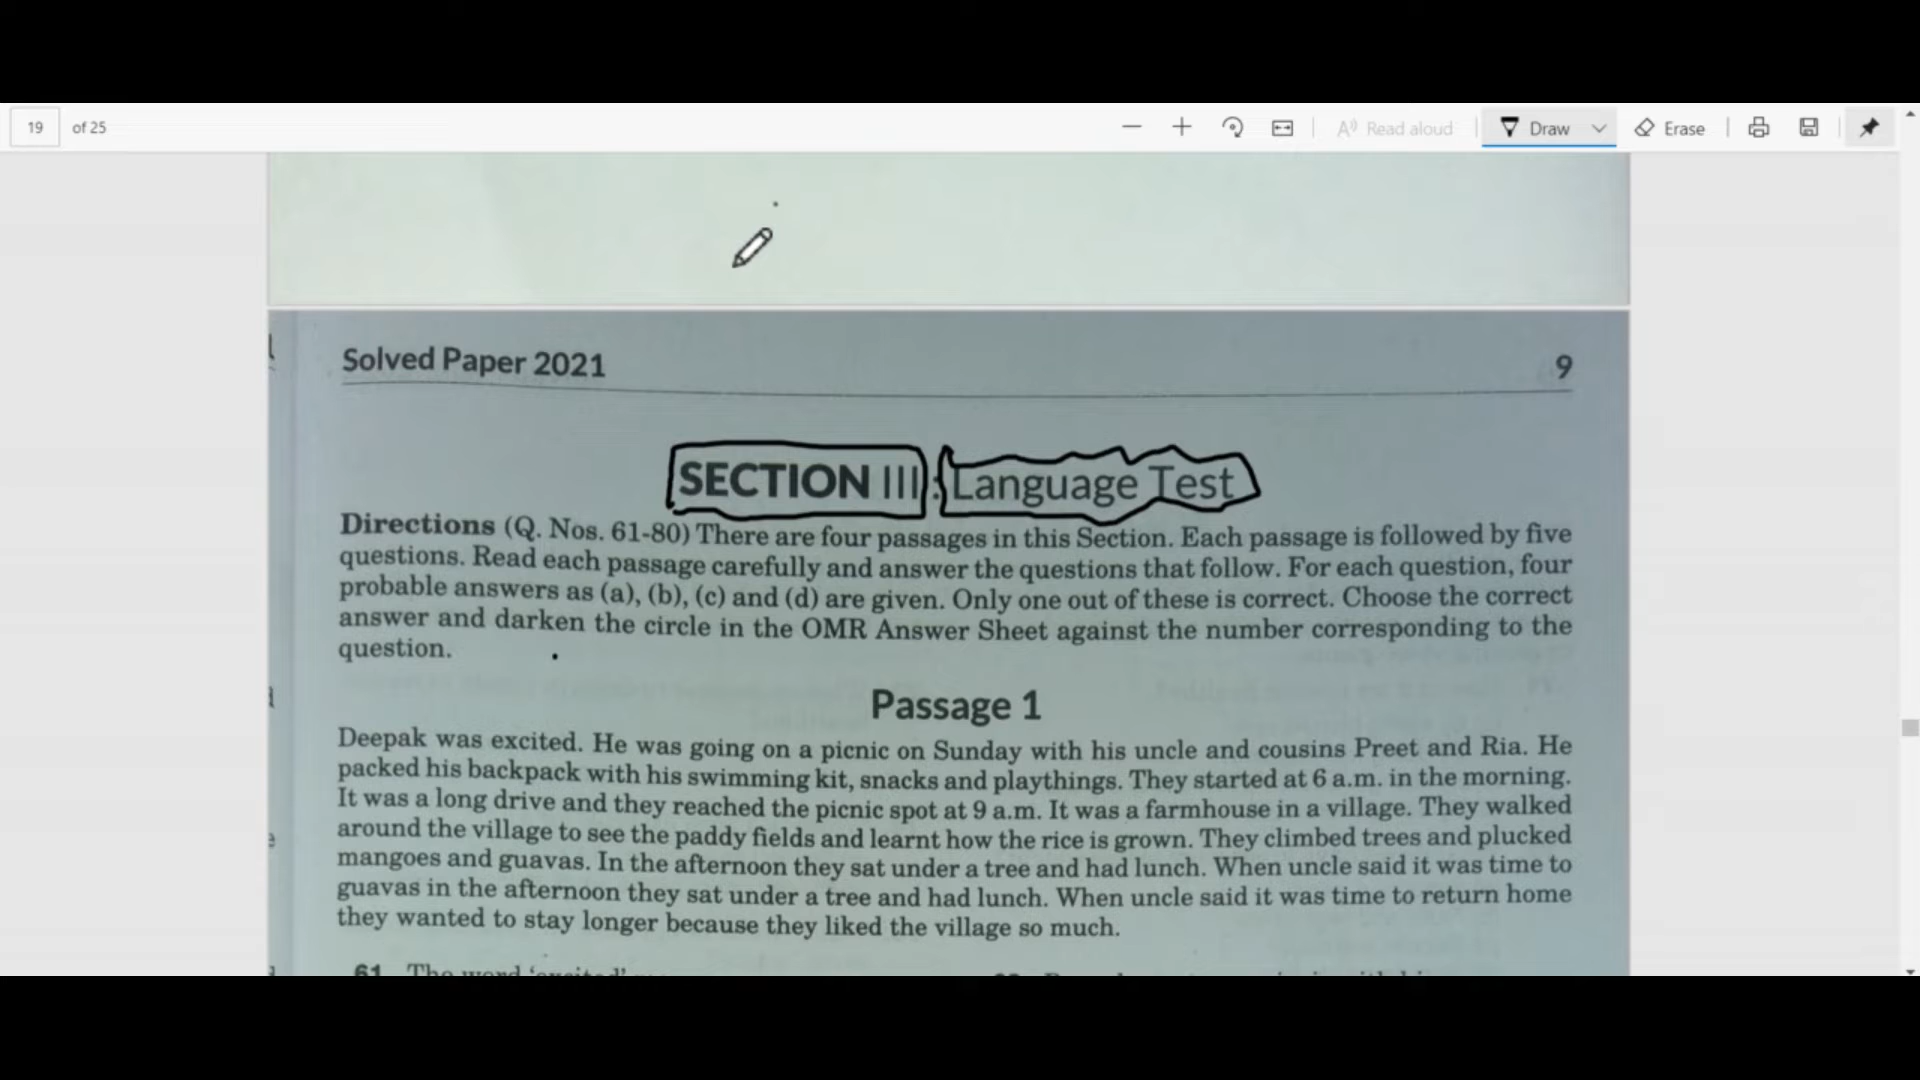 19 of 25 Read aloud Draw Erase
Solved Paper 2021 9
SECTION III : Language Test
Directions (Q. Nos. 61-80) There are four passages in this Section. Each passage is followed by five
questions. Read each passage carefully and answer the questions that follow. For each question, four
probable answers as (a), (b), (c) and (d) are given. Only one out of these is correct. Choose the correct
answer and darken the circle in the OMR Answer Sheet against the number corresponding to the
question.
Passage 1
Deepak was excited. He was going on a picnic on Sunday with his uncle and cousins Preet and Ria. He
packed his backpack with his swimming kit, snacks and playthings. They started at 6 a.m. in the morning.
It was a long drive and they reached the picnic spot at 9 a.m. It was a farmhouse in a village. They walked
around the village to see the paddy fields and learnt how the rice is grown. They climbed trees and plucked
mangoes and guavas. In the afternoon they sat under a tree and had lunch. When uncle said it was time to
guavas in the afternoon they sat under a tree and had lunch. When uncle said it was time to return home
they wanted to stay longer because they liked the village so much.
61 The word 'excited'